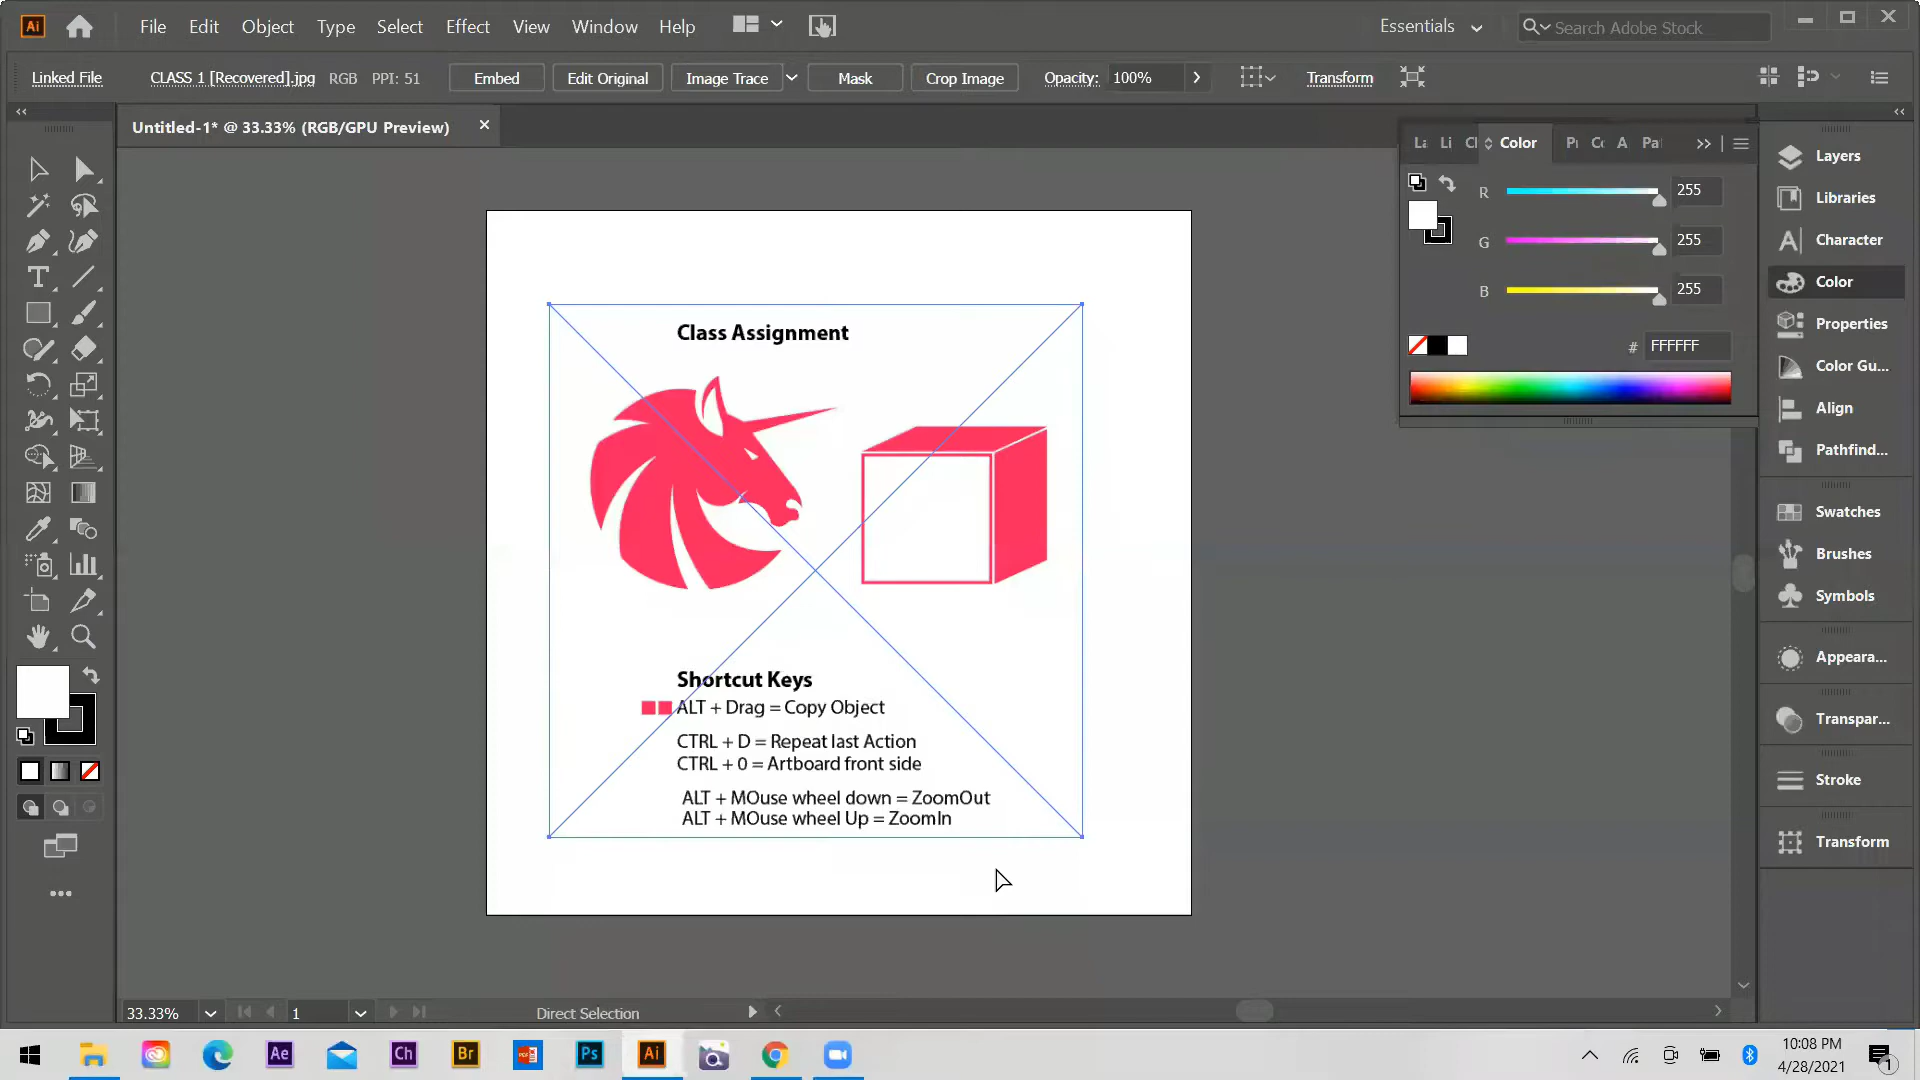 Ai
File Edit Object Type Select Effect View Window Help
Essentials
Search Adobe Stock
Linked File
CLASS 1 [Recovered].jpg
RGB
PPI: 51
Embed
Edit Original
Image Trace
Mask
Crop Image
Opacity:
100%
Transform
Untitled-1* @ 33.33% (RGB/GPU Preview)
Color
R
255
G
255
B
255
#
FFFFFF
Layers
Libraries
Character
Color
Properties
Color Gu...
Align
Pathfind...
Swatches
Brushes
Symbols
Appeara...
Transpar...
Stroke
Transform
Class Assignment
Shortcut Keys
ALT + Drag = Copy Object
CTRL + D = Repeat last Action
CTRL + 0 = Artboard front side
ALT + MOuse wheel down = ZoomOut
ALT + MOuse wheel Up = ZoomIn
33.33%
1
Direct Selection
Ae
Ch
Br
Ps
Ai
10:08 PM
4/28/2021
1